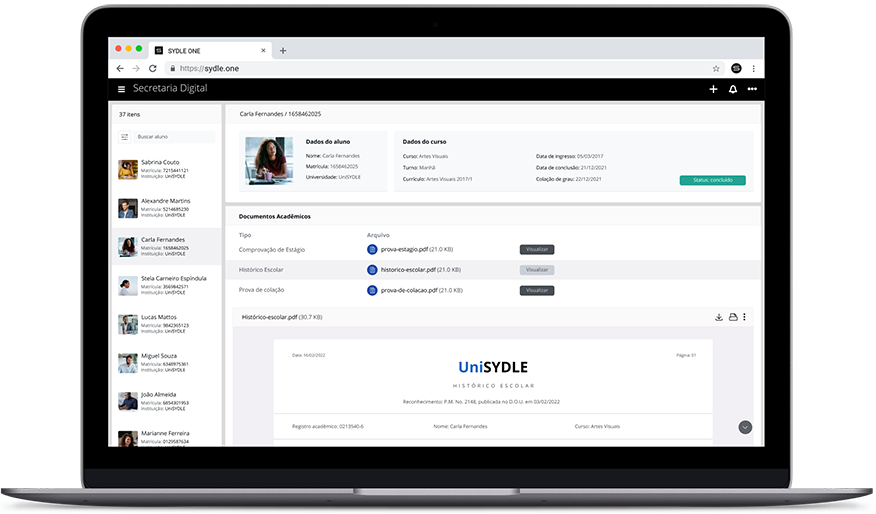 SYDLE ONE
https://sydle.one
Secretaria Digital
37 itens
Buscar aluno
Sabrina Couto
Matrícula: 7215441121
Instituição: UniSYDLE
Alexandre Martins
Matrícula: 5214685230
Instituição: UniSYDLE
Carla Fernandes
Matrícula: 1658462025
Instituição: UniSYDLE
Stela Carneiro Espíndula
Matrícula: 3569842571
Instituição: UniSYDLE
Lucas Mattos
Matrícula: 9842365123
Instituição: UniSYDLE
Miguel Souza
Matrícula: 6348975361
Instituição: UniSYDLE
João Almeida
Matrícula: 6854301953
Instituição: UniSYDLE
Marianne Ferreira
Matrícula: 0129587634
Instituição: UniSYDLE
Carla Fernandes / 1658462025
Dados do aluno
Nome: Carla Fernandes
Matrícula: 1658462025
Universidade: UniSYDLE
Dados do curso
Curso: Artes Visuais
Turno: Manhã
Currículo: Artes Visuais 2017/1
Data de ingresso: 05/03/2017
Data de conclusão: 21/12/2021
Colação de grau: 22/12/2021
Status: concluído
Documentos Acadêmicos
Tipo Arquivo
Comprovação de Estágio prova-estagio.pdf (21.0 KB) Visualizar
Histórico Escolar historico-escolar.pdf (21.0 KB) Visualizar
Prova de colação prova-de-colacao.pdf (21.0 KB) Visualizar
Histórico-escolar.pdf (30.7 KB)
Data: 16/02/2022 Página: 01
UniSYDLE
HISTÓRICO ESCOLAR
Reconhecimento: P.M. No. 2148, publicada no D.O.U. em 03/02/2022
Registro acadêmico: 0213540-6 Nome: Carla Fernandes Curso: Artes Visuais